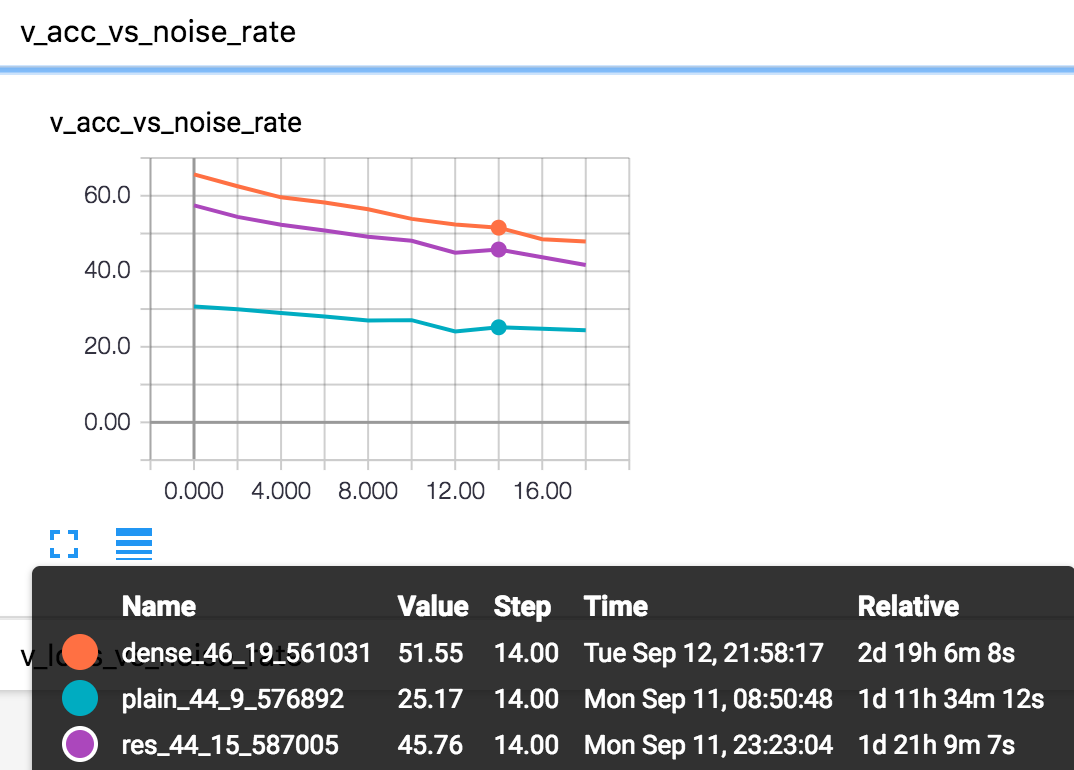 v_acc_vs_noise_rate
v_acc_vs_noise_rate
60.0
40.0
20.0
0.00
0.000 4.000 8.000 12.00 16.00
Name Value Step Time Relative
dense_46_19_561031 51.55 14.00 Tue Sep 12, 21:58:17 2d 19h 6m 8s
plain_44_9_576892 25.17 14.00 Mon Sep 11, 08:50:48 1d 11h 34m 12s
res_44_15_587005 45.76 14.00 Mon Sep 11, 23:23:04 1d 21h 9m 7s